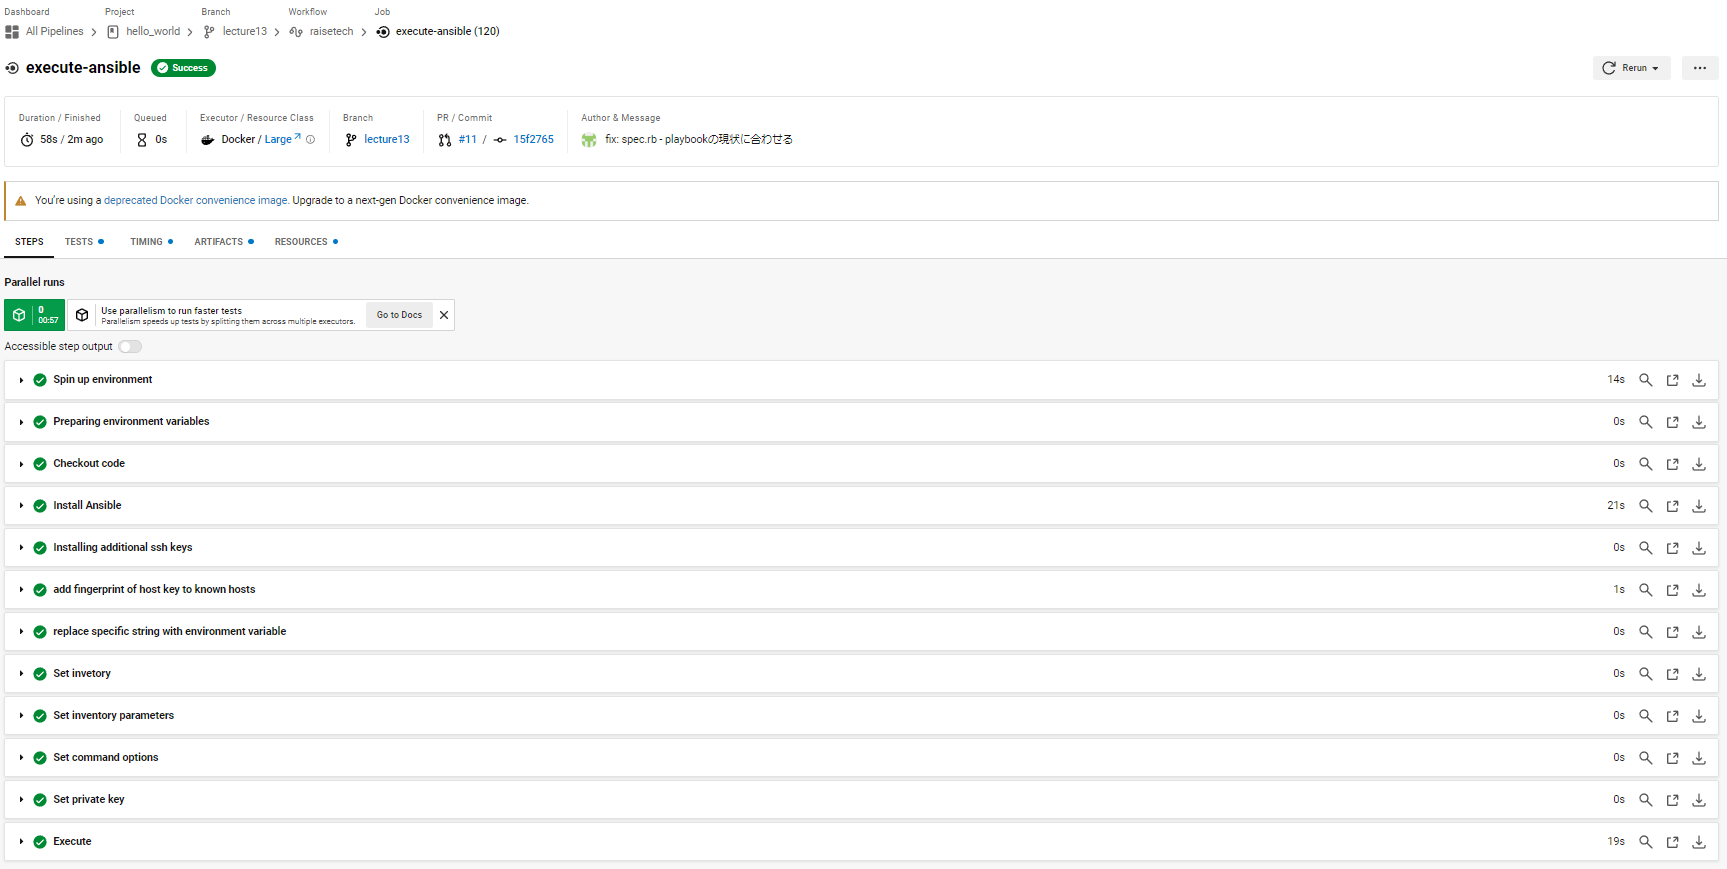 Dashboard Project Branch Workflow Job
All Pipelines hello_world lecture13 raisetech execute-ansible (120)
execute-ansible Success Rerun
Duration / Finished Queued Executor / Resource Class Branch PR / Commit Author & Message
58s / 2m ago 0s Docker / Large lecture13 #11 / 15f2765 fix: spec.rb - playbookの現状に合わせる
You're using a deprecated Docker convenience image. Upgrade to a next-gen Docker convenience image.
STEPS TESTS TIMING ARTIFACTS RESOURCES
Parallel runs
0
00:57
Use parallelism to run faster tests
Parallelism speeds up tests by splitting them across multiple executors.
Go to Docs
Accessible step output
Spin up environment 14s
Preparing environment variables 0s
Checkout code 0s
Install Ansible 21s
Installing additional ssh keys 0s
add fingerprint of host key to known hosts 1s
replace specific string with environment variable 0s
Set invetory 0s
Set inventory parameters 0s
Set command options 0s
Set private key 0s
Execute 19s